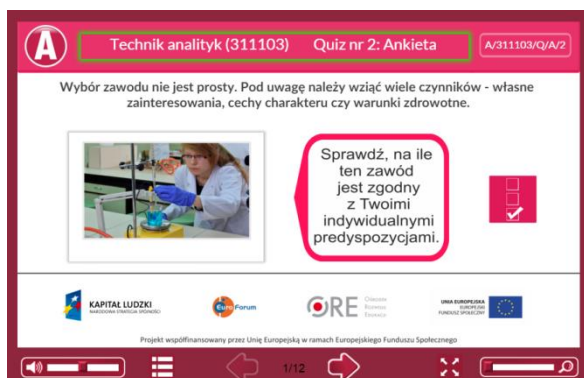 A
Technik analityk (311103) Quiz nr 2: Ankieta
A/311103/Q/A/2
Wybór zawodu nie jest prosty. Pod uwagę należy wziąć wiele czynników - własne
zainteresowania, cechy charakteru czy warunki zdrowotne.
Sprawdź, na ile
ten zawód
jest zgodny
z Twoimi
indywidualnymi
predyspozycjami.
KAPITAŁ LUDZKI
NARODOWA STRATEGIA SPÓJNOŚCI
EuroForum
ORE
UNIA EUROPEJSKA
EUROPEJSKI
FUNDUSZ SPOŁECZNY
Projekt współfinansowany przez Unię Europejską w ramach Europejskiego Funduszu Społecznego
1/12